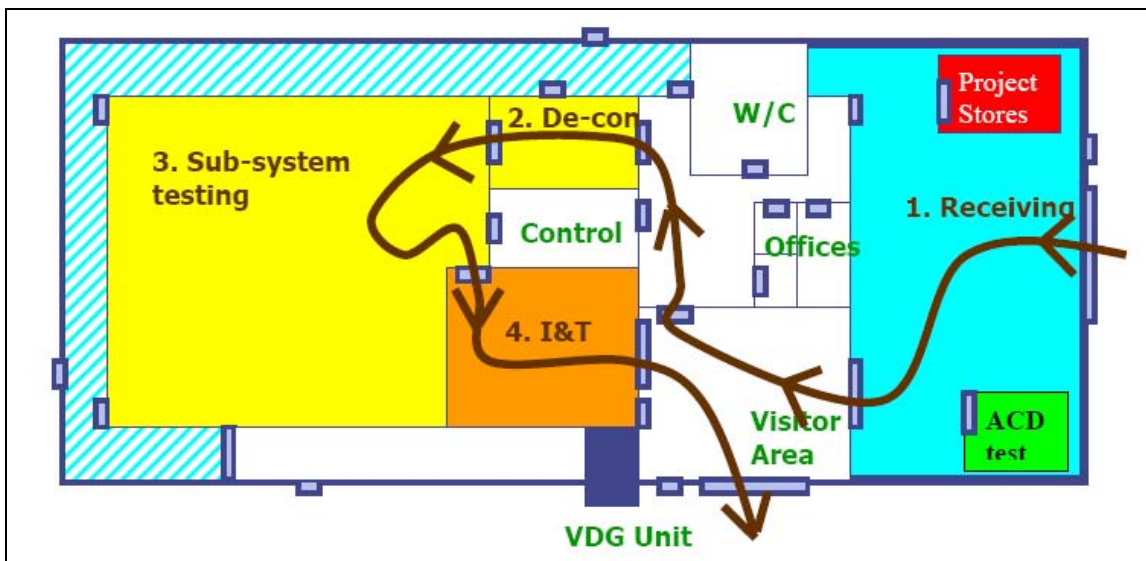 Project
Stores
W/C
2. De-con
3. Sub-system
testing
1. Receiving
Control
Offices
4. I&T
Visitor
Area
ACD
test
VDG Unit